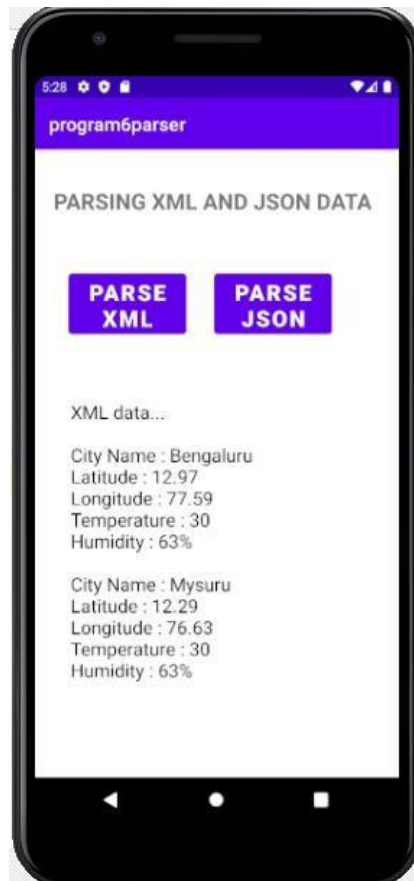 5:28
program6parser
PARSING XML AND JSON DATA
PARSE
XML
PARSE
JSON
XML data...
City Name : Bengaluru
Latitude : 12.97
Longitude : 77.59
Temperature : 30
Humidity : 63%
City Name : Mysuru
Latitude : 12.29
Longitude : 76.63
Temperature : 30
Humidity : 63%